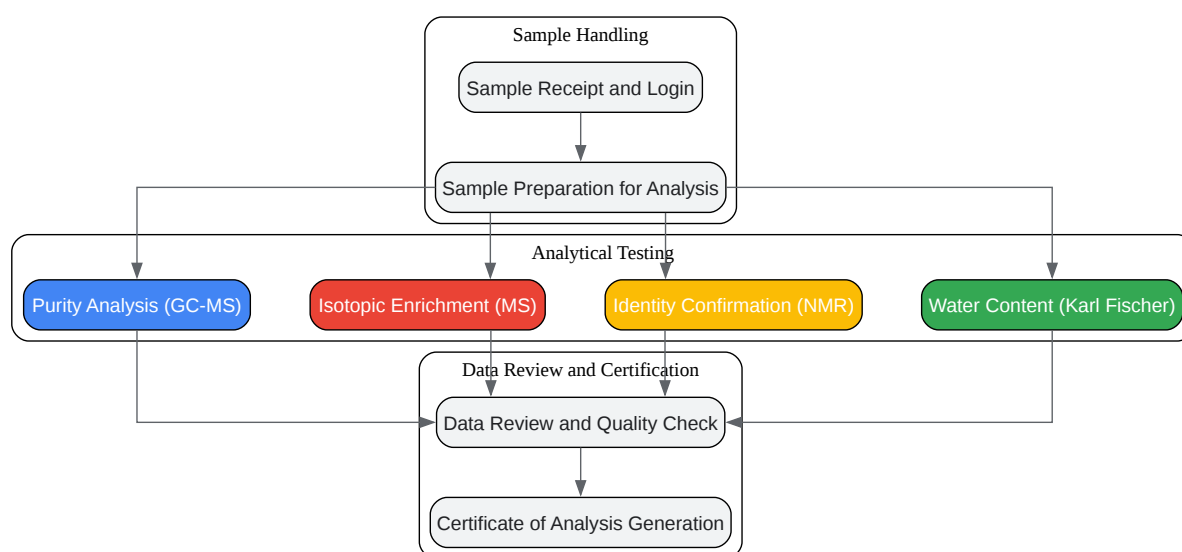 Sample Handling
Sample Receipt and Login
Sample Preparation for Analysis
Analytical Testing
Purity Analysis (GC-MS)
Isotopic Enrichment (MS)
Identity Confirmation (NMR)
Water Content (Karl Fischer)
Data Review and Certification
Data Review and Quality Check
Certificate of Analysis Generation